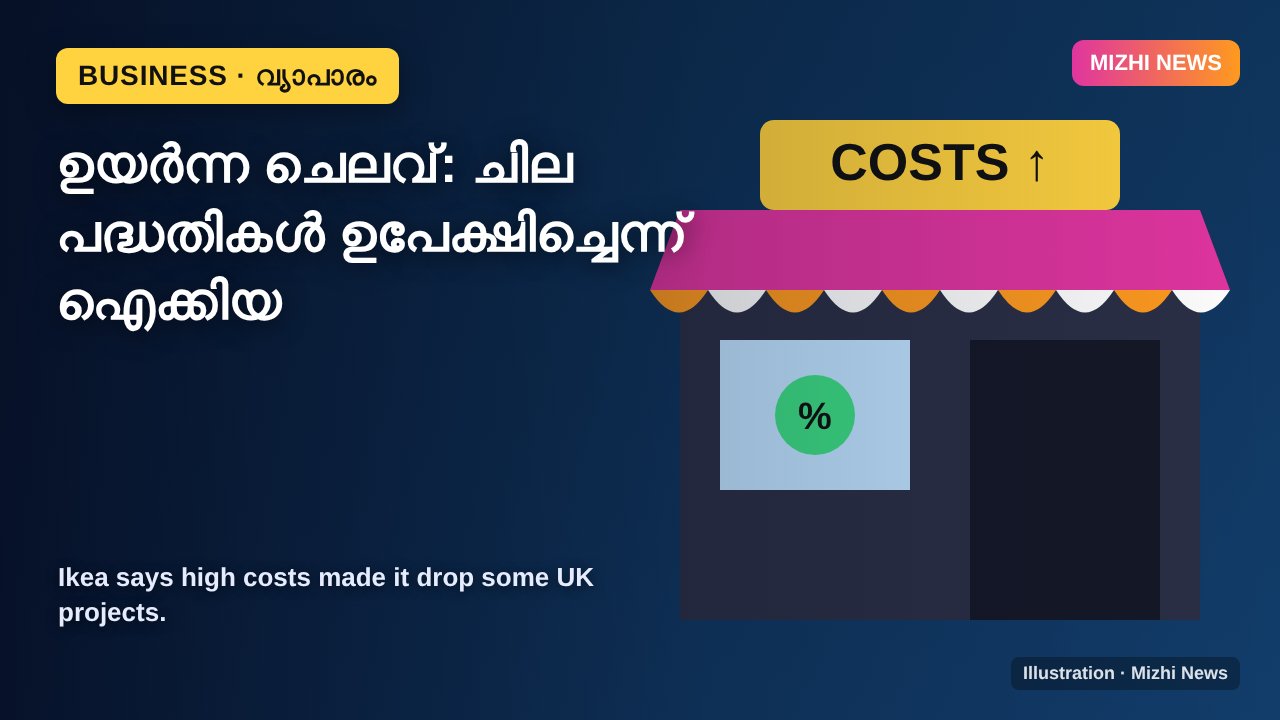 BUSINESS · വ്യാപാരം
MIZHI NEWS
ഉയർന്ന ചെലവ്: ചില
പദ്ധതികൾ ഉപേക്ഷിച്ചെന്ന്
ഐക്കിയ
COSTS ↑
%
Ikea says high costs made it drop some UK
projects.
Illustration · Mizhi News